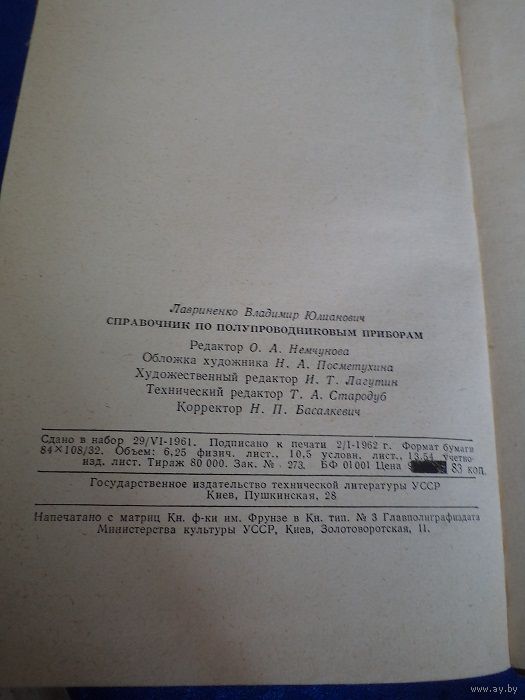 Лавриненко Владимир Юлианович
СПРАВОЧНИК ПО ПОЛУПРОВОДНИКОВЫМ ПРИБОРАМ
Редактор О. А. Немчунова
Обложка художника Н. А. Посметухина
Художественный редактор И. Т. Лагутин
Технический редактор Т. А. Стародуб
Корректор Н. П. Басалкевич
Сдано в набор 29/VI-1961. Подписано к печати 2/I-1962 г. Формат бумаги
84×108/32. Объем: 6,25 физич. лист., 10,5 условн. лист., 13,54 учетно-
изд. лист. Тираж 80 000. Зак. № 273. БФ 01001 Цена 83 коп.
Государственное издательство технической литературы УССР
Киев, Пушкинская, 28
Напечатано с матриц Кн. ф-ки им. Фрунзе в Кн. тип. № 3 Главполиграфиздата
Министерства культуры УССР, Киев, Золотоворотская, 11.
www.ay.by